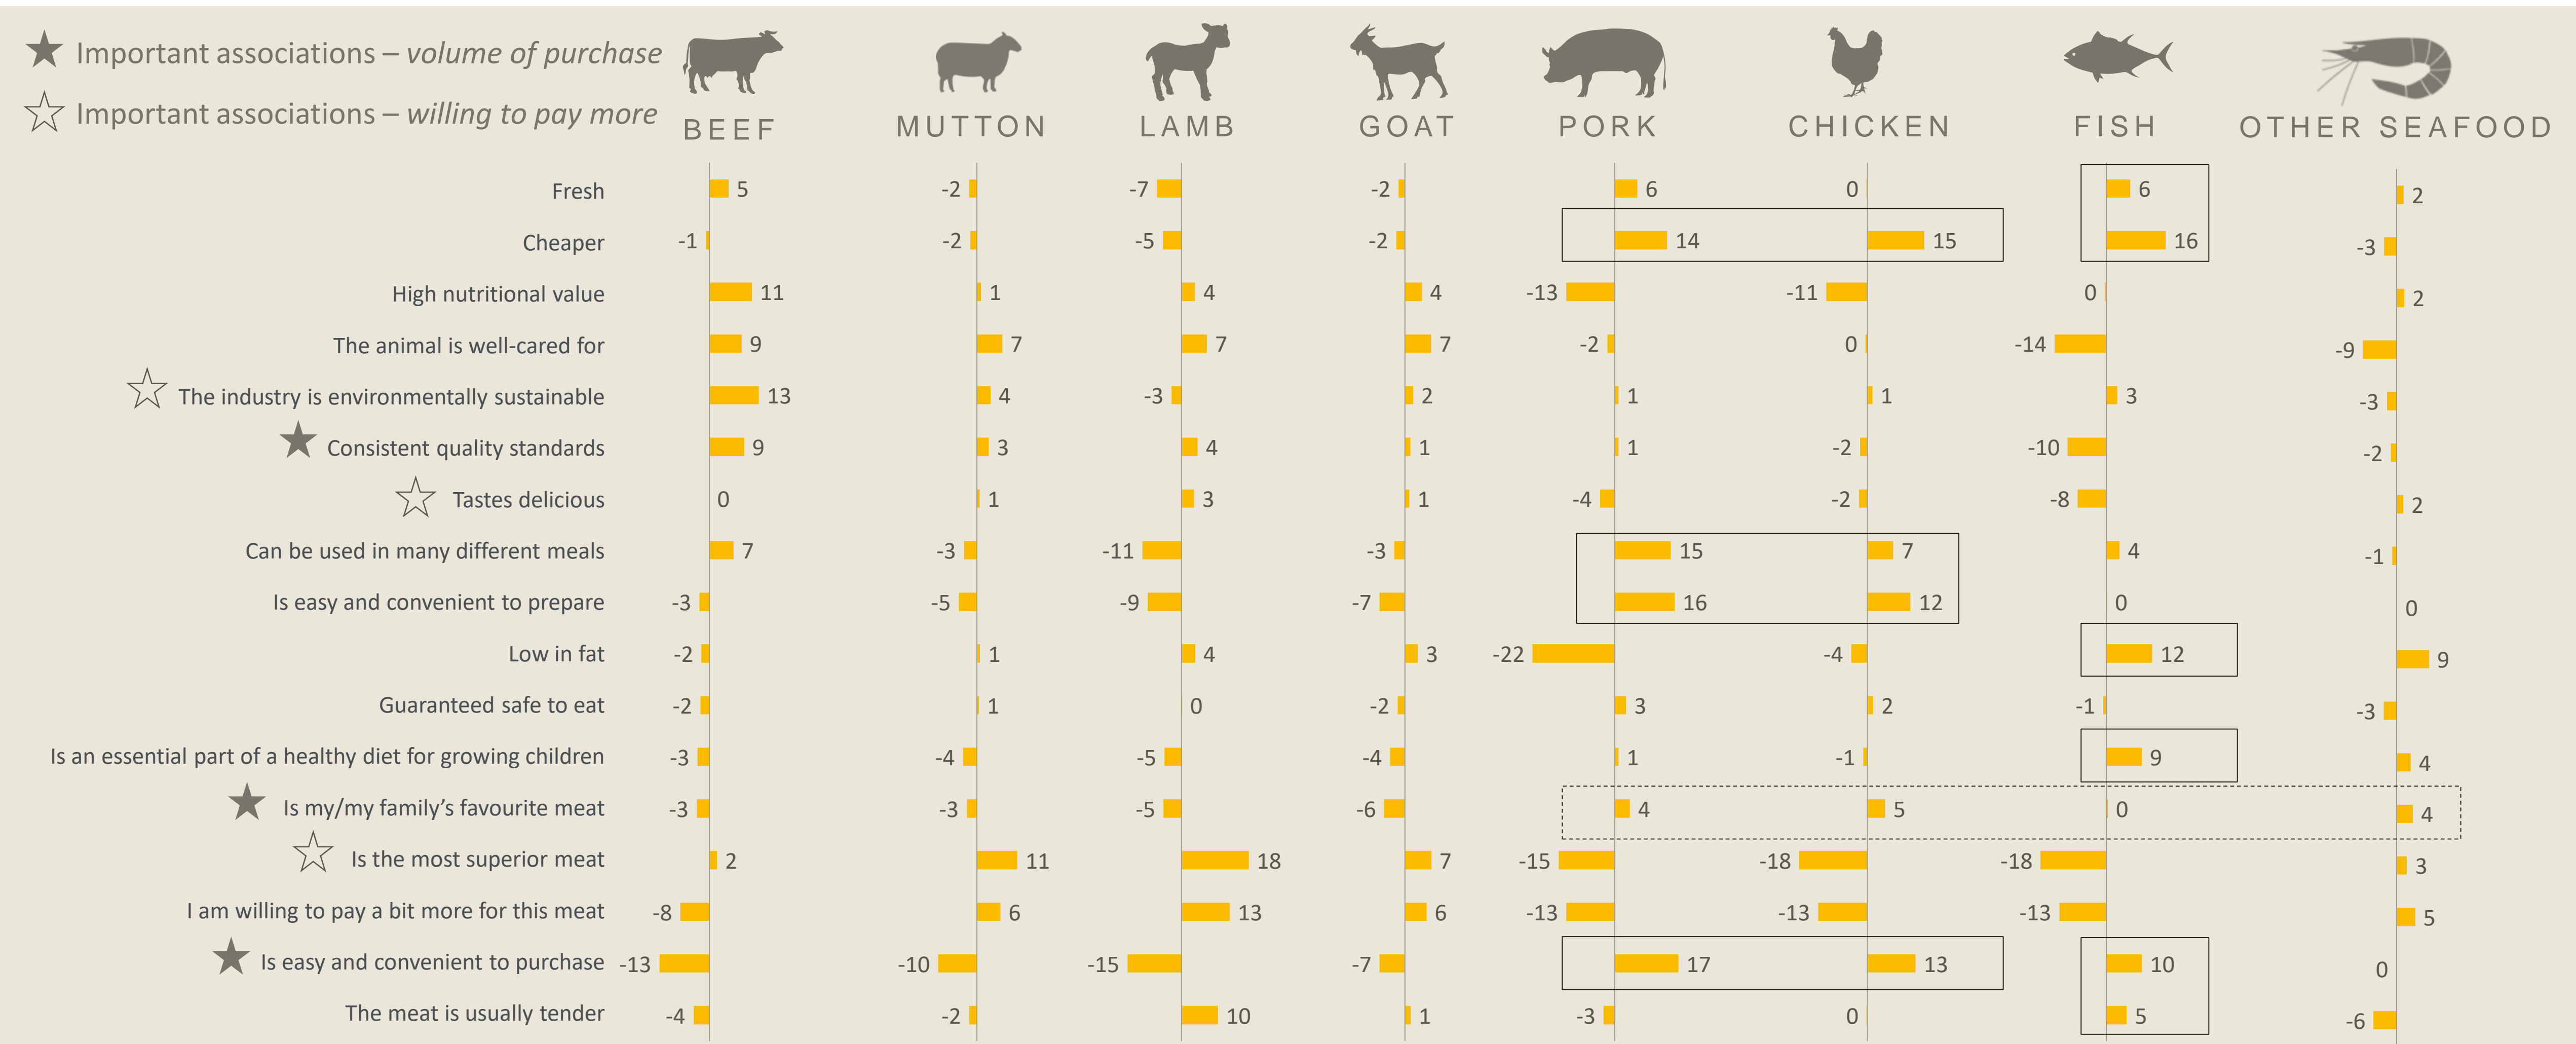 ★ Important associations – volume of purchase
☆ Important associations – willing to pay more
BEEF MUTTON LAMB GOAT PORK CHICKEN FISH OTHER SEAFOOD
Fresh 5 -2 -7 -2 6 0 6 2
Cheaper -1 -2 -5 -2 14 15 16 -3
High nutritional value 11 1 4 4 -13 -11 0 2
The animal is well-cared for 9 7 7 7 -2 0 -14 -9
☆ The industry is environmentally sustainable 13 4 -3 2 1 1 3 -3
★ Consistent quality standards 9 3 4 1 1 -2 -10 -2
☆ Tastes delicious 0 1 3 1 -4 -2 -8 2
Can be used in many different meals 7 -3 -11 -3 15 7 4 -1
Is easy and convenient to prepare -3 -5 -9 -7 16 12 0 0
Low in fat -2 1 4 3 -22 -4 12 9
Guaranteed safe to eat -2 1 0 -2 3 2 -1 -3
Is an essential part of a healthy diet for growing children -3 -4 -5 -4 1 -1 9 4
★ Is my/my family’s favourite meat -3 -3 -5 -6 4 5 0 4
☆ Is the most superior meat 2 11 18 7 -15 -18 -18 3
I am willing to pay a bit more for this meat -8 6 13 6 -13 -13 -13 5
★ Is easy and convenient to purchase -13 -10 -15 -7 17 13 10 0
The meat is usually tender -4 -2 10 1 -3 0 5 -6